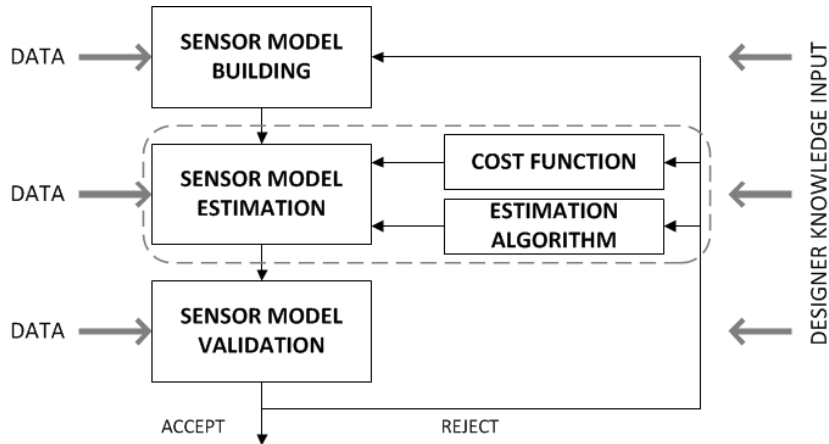 DATA
SENSOR MODEL
BUILDING
DATA
SENSOR MODEL
ESTIMATION
COST FUNCTION
ESTIMATION
ALGORITHM
DATA
SENSOR MODEL
VALIDATION
ACCEPT
REJECT
DESIGNER KNOWLEDGE INPUT